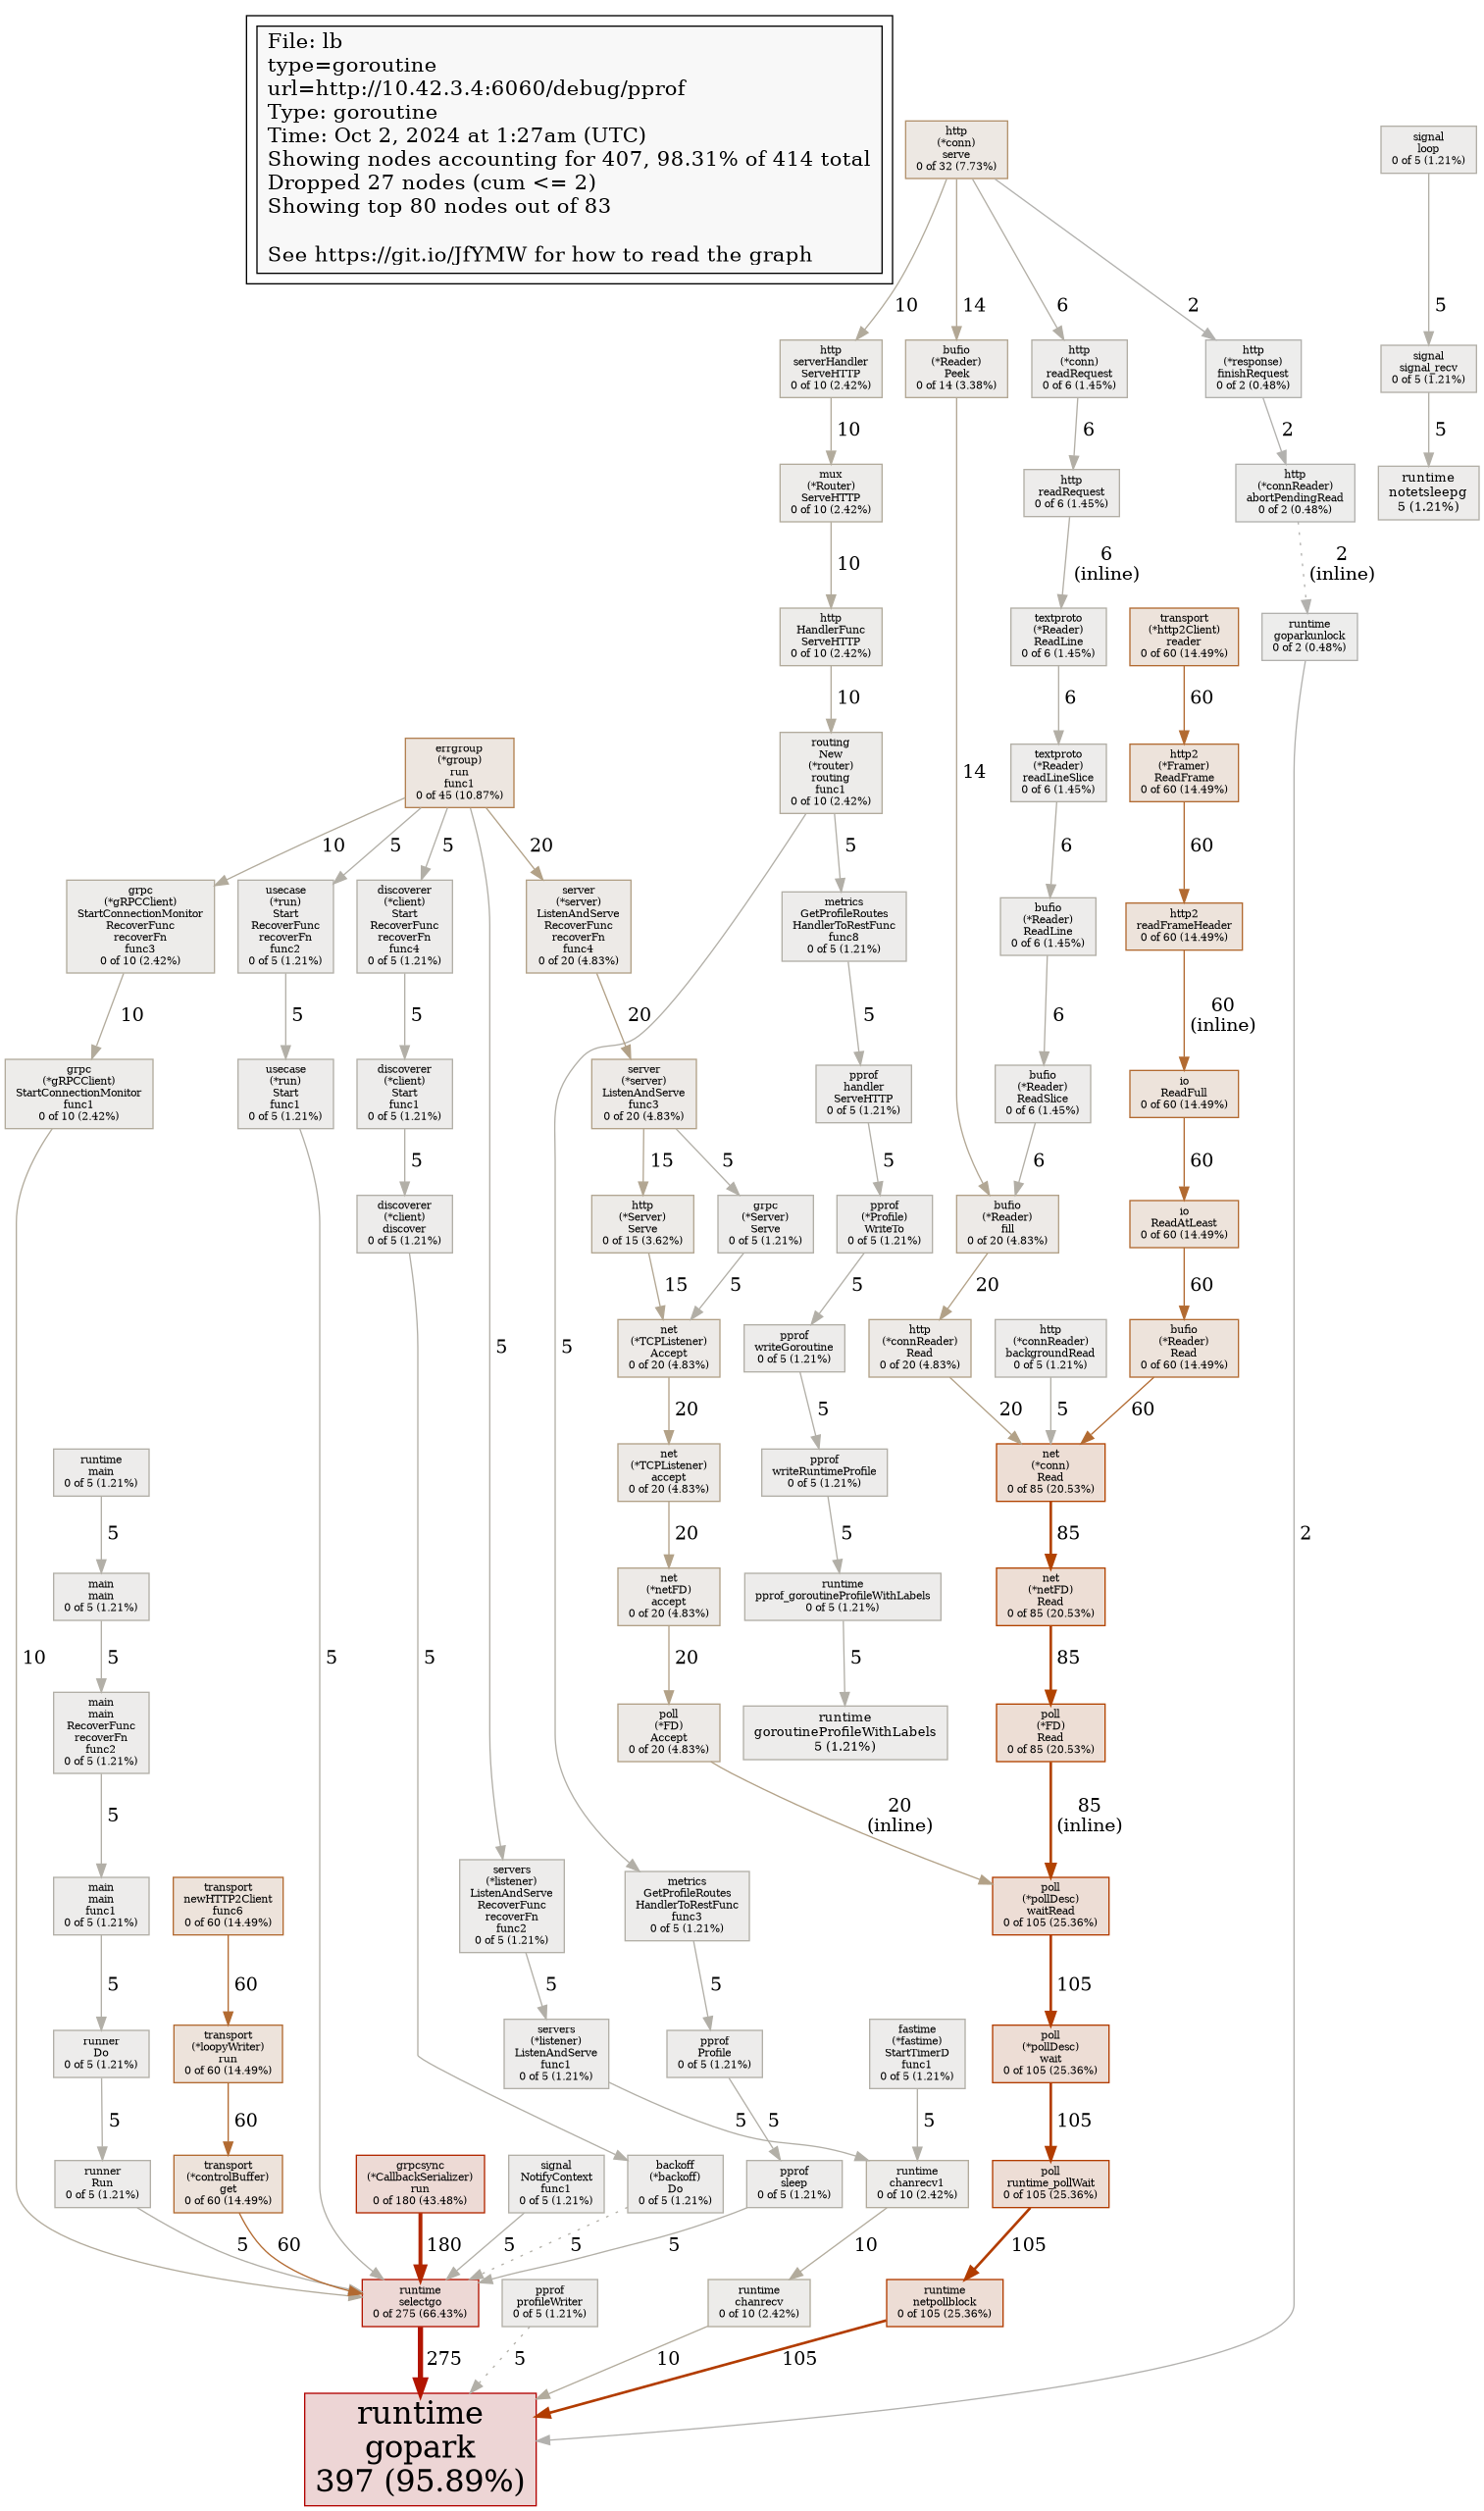 File: lb
type=goroutine
url=http://10.42.3.4:6060/debug/pprof
Type: goroutine
Time: Oct 2, 2024 at 1:27am (UTC)
Showing nodes accounting for 407, 98.31% of 414 total
Dropped 27 nodes (cum <= 2)
Showing top 80 nodes out of 83
See https://git.io/JfYMW for how to read the graph
http
(*conn)
serve
0 of 32 (7.73%)
signal
loop
0 of 5 (1.21%)
10
14
6
2
5
http
serverHandler
ServeHTTP
0 of 10 (2.42%)
bufio
(*Reader)
Peek
0 of 14 (3.38%)
http
(*conn)
readRequest
0 of 6 (1.45%)
http
(*response)
finishRequest
0 of 2 (0.48%)
signal
signal_recv
0 of 5 (1.21%)
10
6
2
5
mux
(*Router)
ServeHTTP
0 of 10 (2.42%)
http
readRequest
0 of 6 (1.45%)
http
(*connReader)
abortPendingRead
0 of 2 (0.48%)
runtime
notetsleepg
5 (1.21%)
10
6
(inline)
2
(inline)
http
HandlerFunc
ServeHTTP
0 of 10 (2.42%)
textproto
(*Reader)
ReadLine
0 of 6 (1.45%)
transport
(*http2Client)
reader
0 of 60 (14.49%)
runtime
goparkunlock
0 of 2 (0.48%)
10
6
60
errgroup
(*group)
run
func1
0 of 45 (10.87%)
routing
New
(*router)
routing
func1
0 of 10 (2.42%)
14
textproto
(*Reader)
readLineSlice
0 of 6 (1.45%)
http2
(*Framer)
ReadFrame
0 of 60 (14.49%)
10
5
5
20
5
6
60
grpc
(*gRPCClient)
StartConnectionMonitor
RecoverFunc
recoverFn
func3
0 of 10 (2.42%)
usecase
(*run)
Start
RecoverFunc
recoverFn
func2
0 of 5 (1.21%)
discoverer
(*client)
Start
RecoverFunc
recoverFn
func4
0 of 5 (1.21%)
server
(*server)
ListenAndServe
RecoverFunc
recoverFn
func4
0 of 20 (4.83%)
metrics
GetProfileRoutes
HandlerToRestFunc
func8
0 of 5 (1.21%)
bufio
(*Reader)
ReadLine
0 of 6 (1.45%)
http2
readFrameHeader
0 of 60 (14.49%)
10
5
5
20
5
6
60
(inline)
grpc
(*gRPCClient)
StartConnectionMonitor
func1
0 of 10 (2.42%)
usecase
(*run)
Start
func1
0 of 5 (1.21%)
discoverer
(*client)
Start
func1
0 of 5 (1.21%)
server
(*server)
ListenAndServe
func3
0 of 20 (4.83%)
pprof
handler
ServeHTTP
0 of 5 (1.21%)
bufio
(*Reader)
ReadSlice
0 of 6 (1.45%)
io
ReadFull
0 of 60 (14.49%)
5
15
5
5
6
60
discoverer
(*client)
discover
0 of 5 (1.21%)
http
(*Server)
Serve
0 of 15 (3.62%)
grpc
(*Server)
Serve
0 of 5 (1.21%)
pprof
(*Profile)
WriteTo
0 of 5 (1.21%)
bufio
(*Reader)
fill
0 of 20 (4.83%)
io
ReadAtLeast
0 of 60 (14.49%)
15
5
5
20
60
5
5
net
(*TCPListener)
Accept
0 of 20 (4.83%)
pprof
writeGoroutine
0 of 5 (1.21%)
http
(*connReader)
Read
0 of 20 (4.83%)
http
(*connReader)
backgroundRead
0 of 5 (1.21%)
bufio
(*Reader)
Read
0 of 60 (14.49%)
20
5
20
5
60
runtime
main
0 of 5 (1.21%)
net
(*TCPListener)
accept
0 of 20 (4.83%)
pprof
writeRuntimeProfile
0 of 5 (1.21%)
net
(*conn)
Read
0 of 85 (20.53%)
5
20
5
85
2
main
main
0 of 5 (1.21%)
net
(*netFD)
accept
0 of 20 (4.83%)
runtime
pprof_goroutineProfileWithLabels
0 of 5 (1.21%)
net
(*netFD)
Read
0 of 85 (20.53%)
10
5
5
5
20
5
85
main
main
RecoverFunc
recoverFn
func2
0 of 5 (1.21%)
poll
(*FD)
Accept
0 of 20 (4.83%)
runtime
goroutineProfileWithLabels
5 (1.21%)
poll
(*FD)
Read
0 of 85 (20.53%)
5
20
(inline)
85
(inline)
main
main
func1
0 of 5 (1.21%)
transport
newHTTP2Client
func6
0 of 60 (14.49%)
servers
(*listener)
ListenAndServe
RecoverFunc
recoverFn
func2
0 of 5 (1.21%)
metrics
GetProfileRoutes
HandlerToRestFunc
func3
0 of 5 (1.21%)
poll
(*pollDesc)
waitRead
0 of 105 (25.36%)
5
60
5
5
105
runner
Do
0 of 5 (1.21%)
transport
(*loopyWriter)
run
0 of 60 (14.49%)
servers
(*listener)
ListenAndServe
func1
0 of 5 (1.21%)
pprof
Profile
0 of 5 (1.21%)
fastime
(*fastime)
StartTimerD
func1
0 of 5 (1.21%)
poll
(*pollDesc)
wait
0 of 105 (25.36%)
5
60
5
5
5
105
runner
Run
0 of 5 (1.21%)
transport
(*controlBuffer)
get
0 of 60 (14.49%)
grpcsync
(*CallbackSerializer)
run
0 of 180 (43.48%)
signal
NotifyContext
func1
0 of 5 (1.21%)
backoff
(*backoff)
Do
0 of 5 (1.21%)
pprof
sleep
0 of 5 (1.21%)
runtime
chanrecv1
0 of 10 (2.42%)
poll
runtime_pollWait
0 of 105 (25.36%)
5
60
180
5
5
5
10
105
runtime
selectgo
0 of 275 (66.43%)
pprof
profileWriter
0 of 5 (1.21%)
runtime
chanrecv
0 of 10 (2.42%)
runtime
netpollblock
0 of 105 (25.36%)
275
5
10
105
runtime
gopark
397 (95.89%)